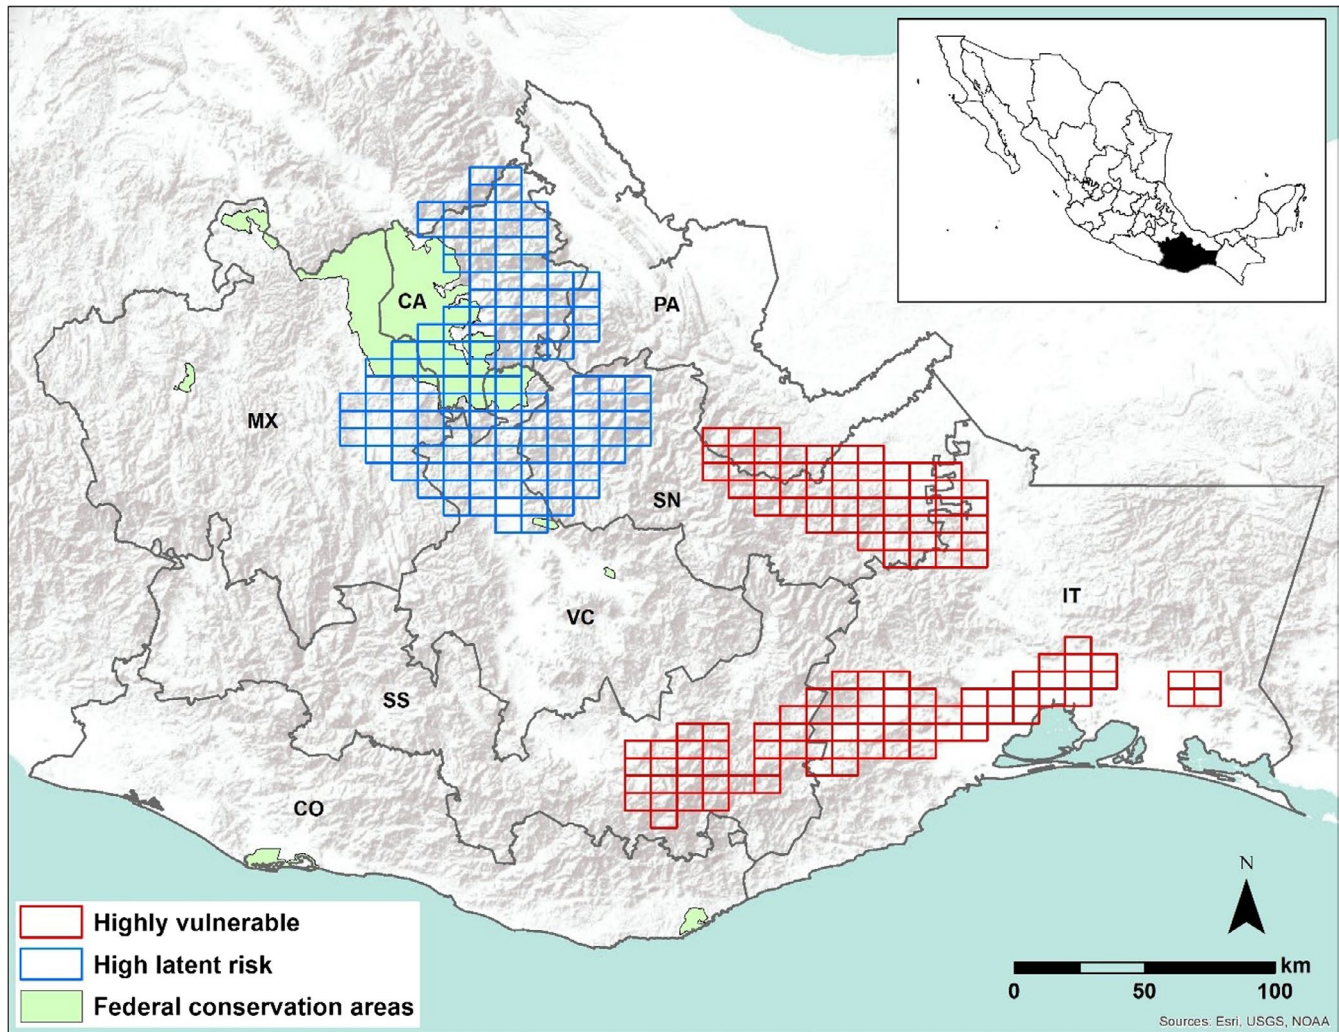 CA
PA
MX
SN
IT
VC
SS
CO
Highly vulnerable
High latent risk
Federal conservation areas
N
km
0 50 100
Sources: Esri, USGS, NOAA